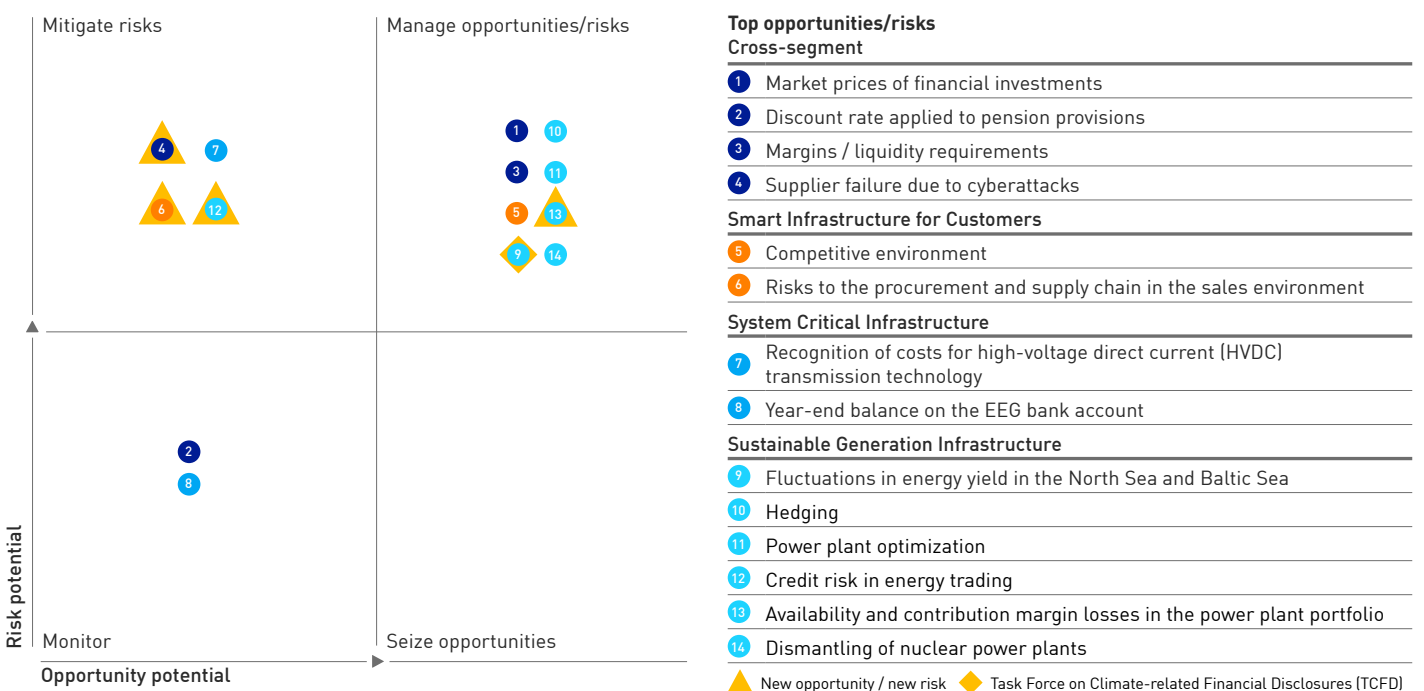 Mitigate risks
Manage opportunities/risks
4
7
6
12
1
10
3
11
5
13
9
14
2
8
Risk potential
Monitor
Seize opportunities
Opportunity potential
Top opportunities/risks
Cross-segment
1 Market prices of financial investments
2 Discount rate applied to pension provisions
3 Margins / liquidity requirements
4 Supplier failure due to cyberattacks
Smart Infrastructure for Customers
5 Competitive environment
6 Risks to the procurement and supply chain in the sales environment
System Critical Infrastructure
7 Recognition of costs for high-voltage direct current (HVDC)
transmission technology
8 Year-end balance on the EEG bank account
Sustainable Generation Infrastructure
9 Fluctuations in energy yield in the North Sea and Baltic Sea
10 Hedging
11 Power plant optimization
12 Credit risk in energy trading
13 Availability and contribution margin losses in the power plant portfolio
14 Dismantling of nuclear power plants
New opportunity / new risk Task Force on Climate-related Financial Disclosures (TCFD)